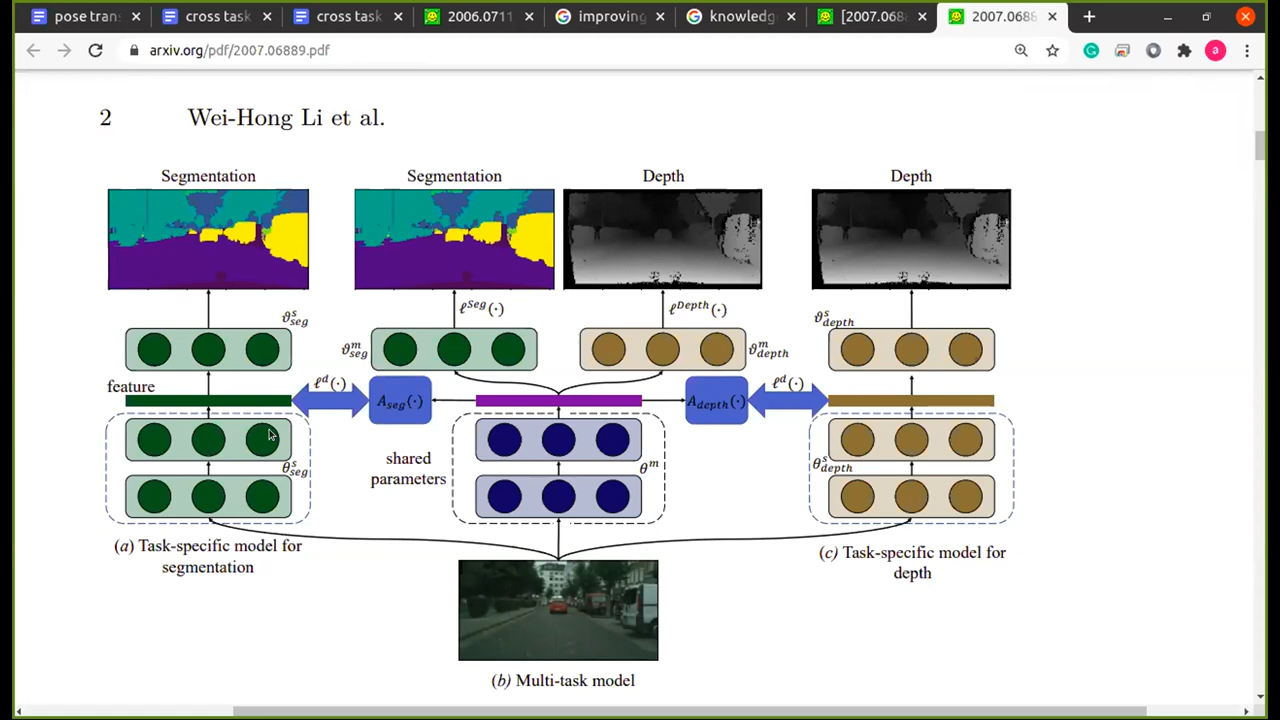 pose trans
cross task
cross task
2006.0711
improving
knowledg
[2007.068
2007.0688
arxiv.org/pdf/2007.06889.pdf
a
2 Wei-Hong Li et al.
Segmentation
Segmentation
Depth
Depth
ϑ^s_seg
ℓ^Seg(·)
ℓ^Depth(·)
ϑ^s_depth
ϑ^m_seg
ϑ^m_depth
feature
ℓ^d(·)
A_seg(·)
A_depth(·)
ℓ^d(·)
θ^s_seg
shared
parameters
θ^m
θ^s_depth
(a) Task-specific model for
segmentation
(c) Task-specific model for
depth
(b) Multi-task model